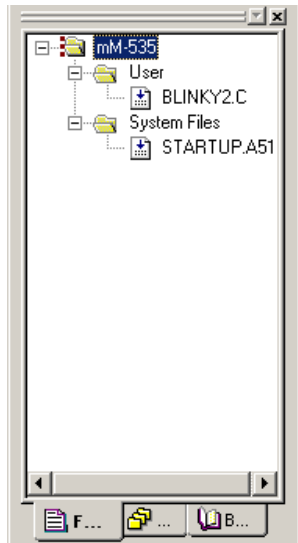 mM-535
User
BLINKY2.C
System Files
STARTUP.A51
F... ... B...